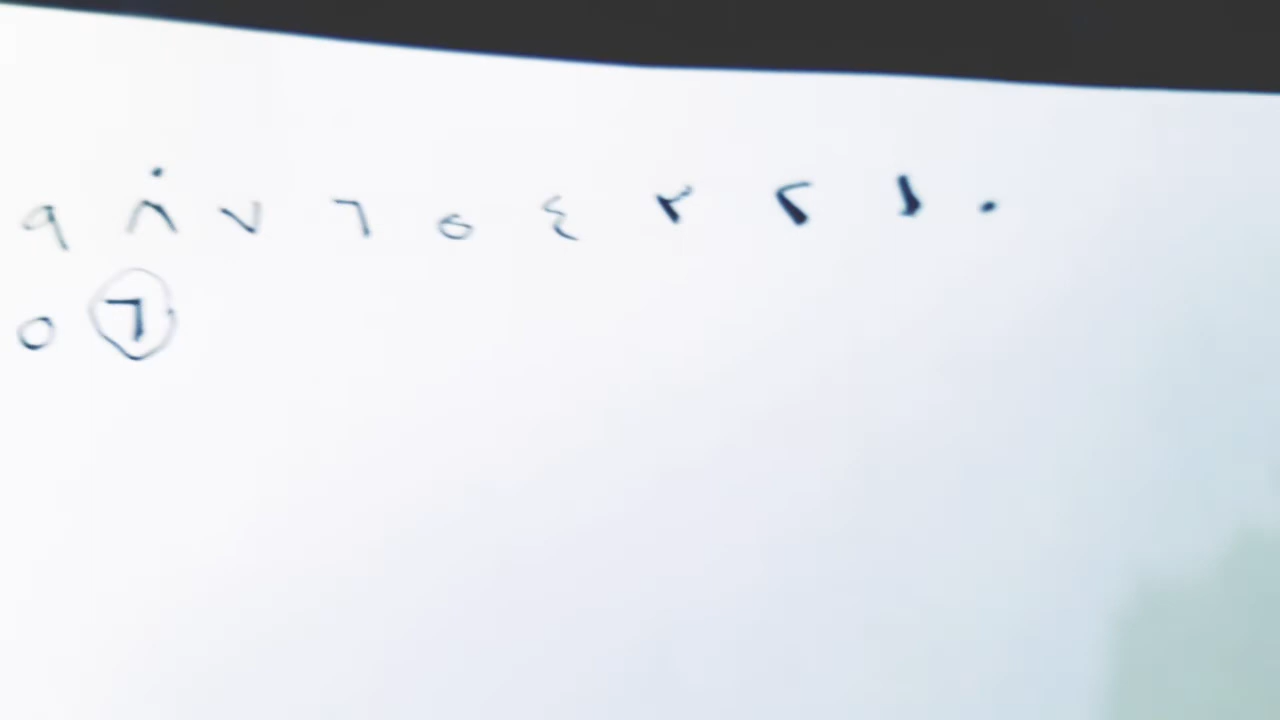 ٩ ٨ ٧ ٦ ٥ ٤ ٣ ٢ ١ ٠
٥ ٦